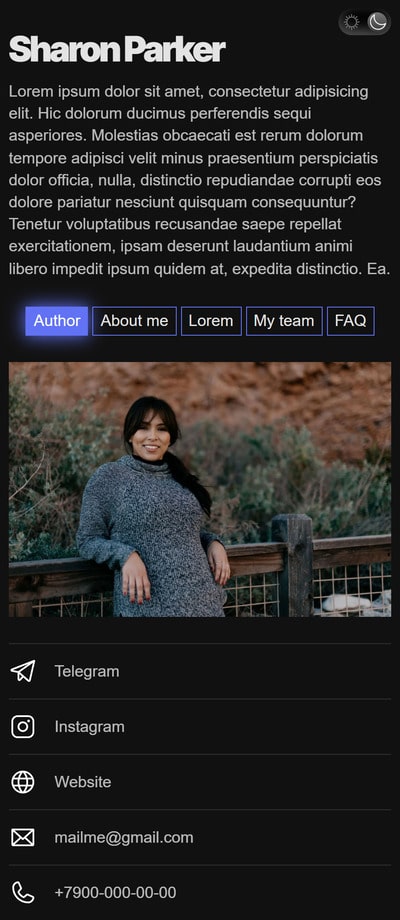 Sharon Parker
Lorem ipsum dolor sit amet, consectetur adipisicing
elit. Hic dolorum ducimus perferendis sequi
asperiores. Molestias obcaecati est rerum dolorum
tempore adipisci velit minus praesentium perspiciatis
dolor officia, nulla, distinctio repudiandae corrupti eos
dolore pariatur nesciunt quisquam consequuntur?
Tenetur voluptatibus recusandae saepe repellat
exercitationem, ipsam deserunt laudantium animi
libero impedit ipsum quidem at, expedita distinctio. Ea.
Author About me Lorem My team FAQ
Telegram
Instagram
Website
mailme@gmail.com
+7900-000-00-00